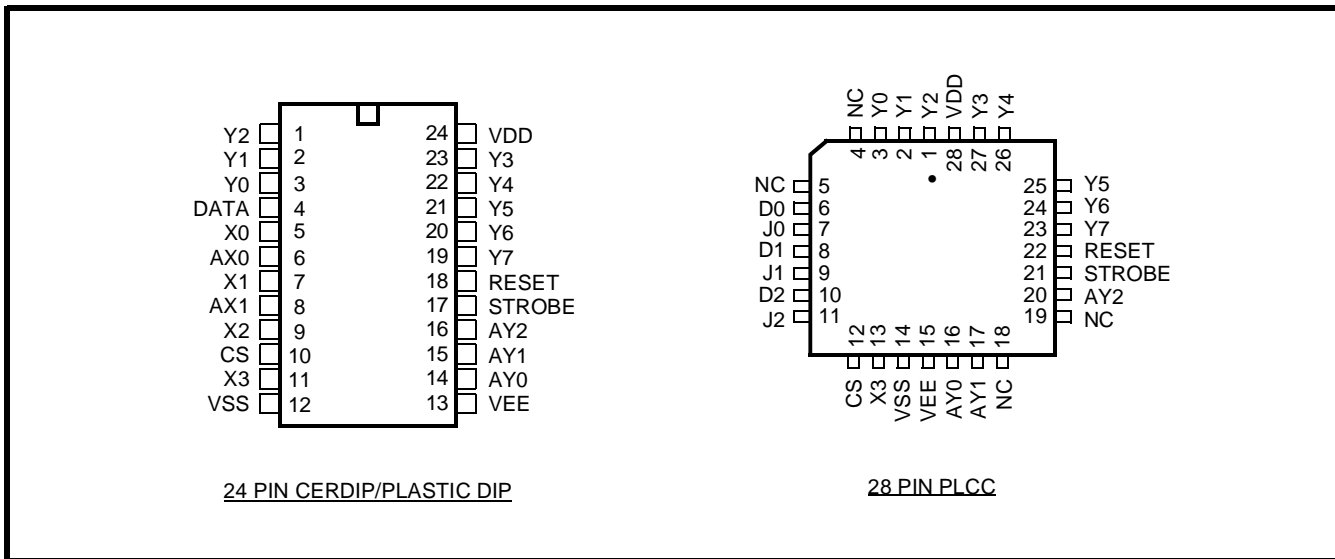 Y2 1 24 VDD
Y1 2 23 Y3
Y0 3 22 Y4
DATA 4 21 Y5
X0 5 20 Y6
AX0 6 19 Y7
X1 7 18 RESET
AX1 8 17 STROBE
X2 9 16 AY2
CS 10 15 AY1
X3 11 14 AY0
VSS 12 13 VEE
24 PIN CERDIP/PLASTIC DIP
NC Y0 Y1 Y2 VDD Y3 Y4
4 3 2 1 28 27 26
NC 5 25 Y5
D0 6 24 Y6
J0 7 23 Y7
D1 8 22 RESET
J1 9 21 STROBE
D2 10 20 AY2
J2 11 19 NC
12 13 14 15 16 17 18
CS X3 VSS VEE AY0 AY1 NC
28 PIN PLCC